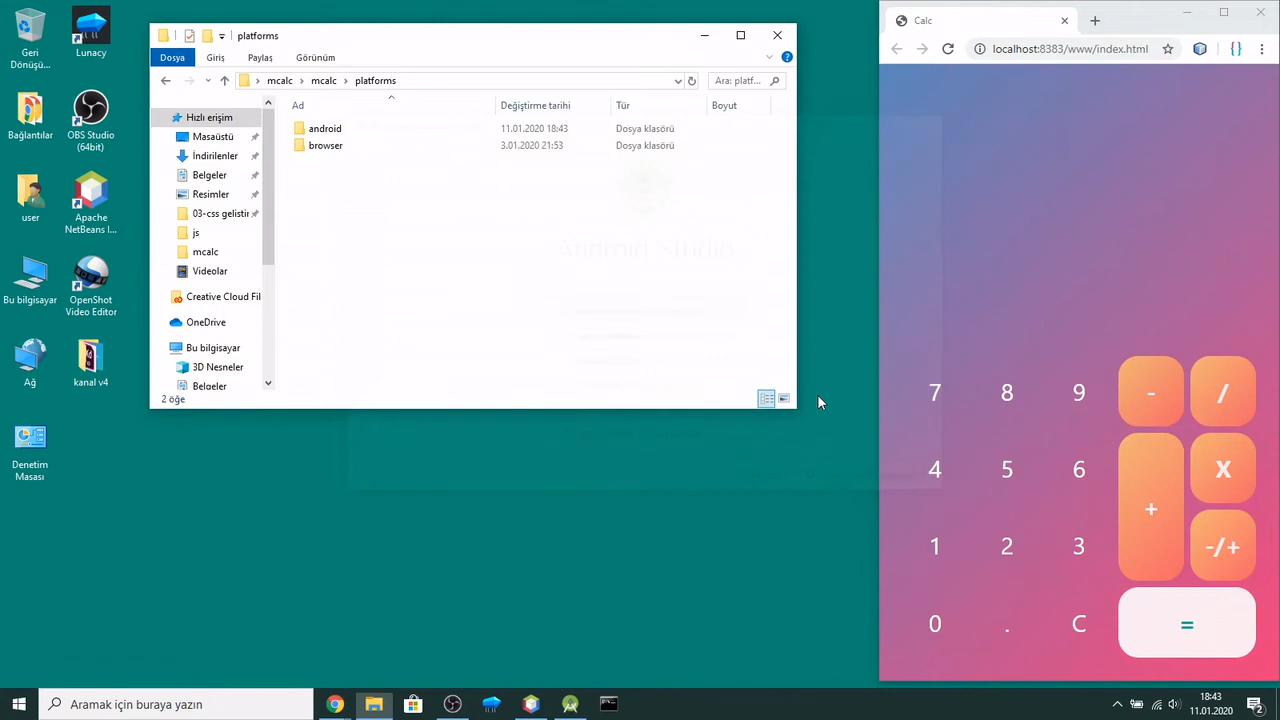 Geri
Dönüşü...
Lunacy
Bağlantılar
OBS Studio
(64bit)
user
Apache
NetBeans I...
Bu bilgisayar
OpenShot
Video Editor
Ağ
kanal v4
Denetim
Masası
platforms
Dosya
Giriş
Paylaş
Görünüm
mcalc
mcalc
platforms
Ara: platf...
Ad
Değiştirme tarihi
Tür
Boyut
android
11.01.2020 18:43
Dosya klasörü
browser
3.01.2020 21:53
Dosya klasörü
Hızlı erişim
Masaüstü
İndirilenler
Belgeler
Resimler
03-css geliştir
js
mcalc
Videolar
Creative Cloud Fil
OneDrive
Bu bilgisayar
3D Nesneler
Belgeler
2 öğe
Android Studio
Calc
localhost:8383/www/index.html
7 8 9 - /
4 5 6 + X
1 2 3 -/+
0 . C =
Aramak için buraya yazın
18:43
11.01.2020
2